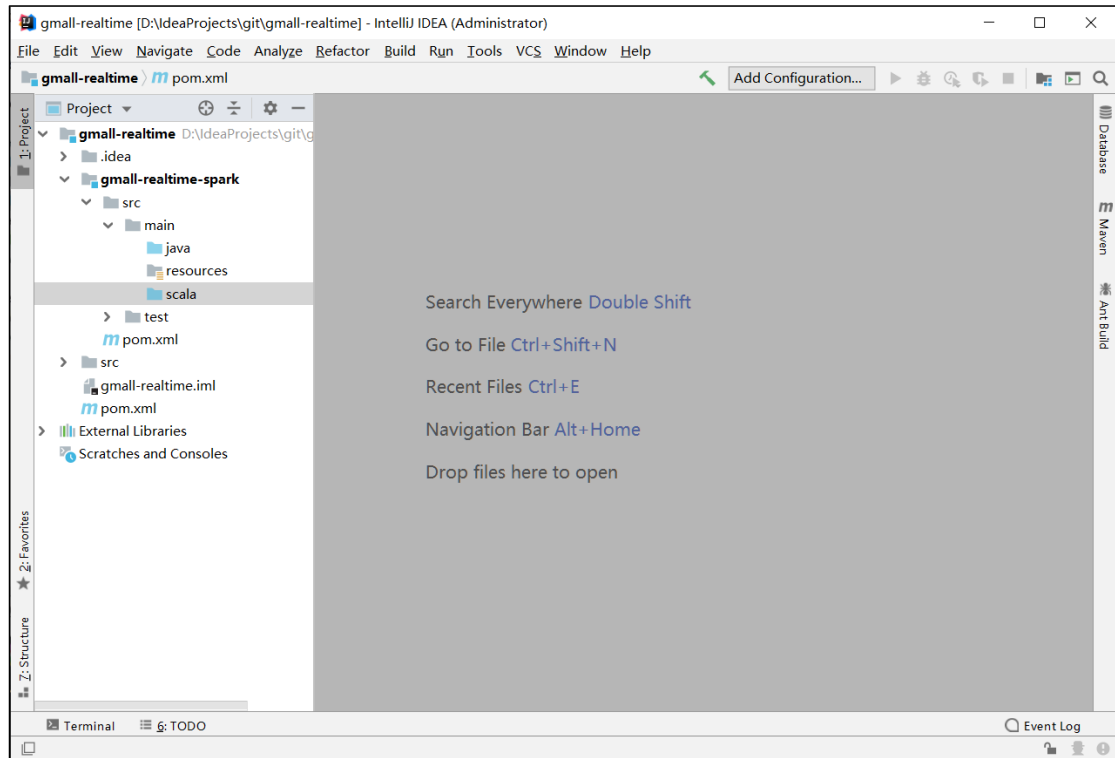 gmall-realtime [D:\IdeaProjects\git\gmall-realtime] - IntelliJ IDEA (Administrator)
File Edit View Navigate Code Analyze Refactor Build Run Tools VCS Window Help
gmall-realtime pom.xml Add Configuration...
Project
gmall-realtime D:\IdeaProjects\git\g
.idea
gmall-realtime-spark
src
main
java
resources
scala
test
pom.xml
src
gmall-realtime.iml
pom.xml
External Libraries
Scratches and Consoles
1: Project
2: Favorites
Z: Structure
Search Everywhere Double Shift
Go to File Ctrl+Shift+N
Recent Files Ctrl+E
Navigation Bar Alt+Home
Drop files here to open
Database
m Maven
Ant Build
Terminal 6: TODO Event Log